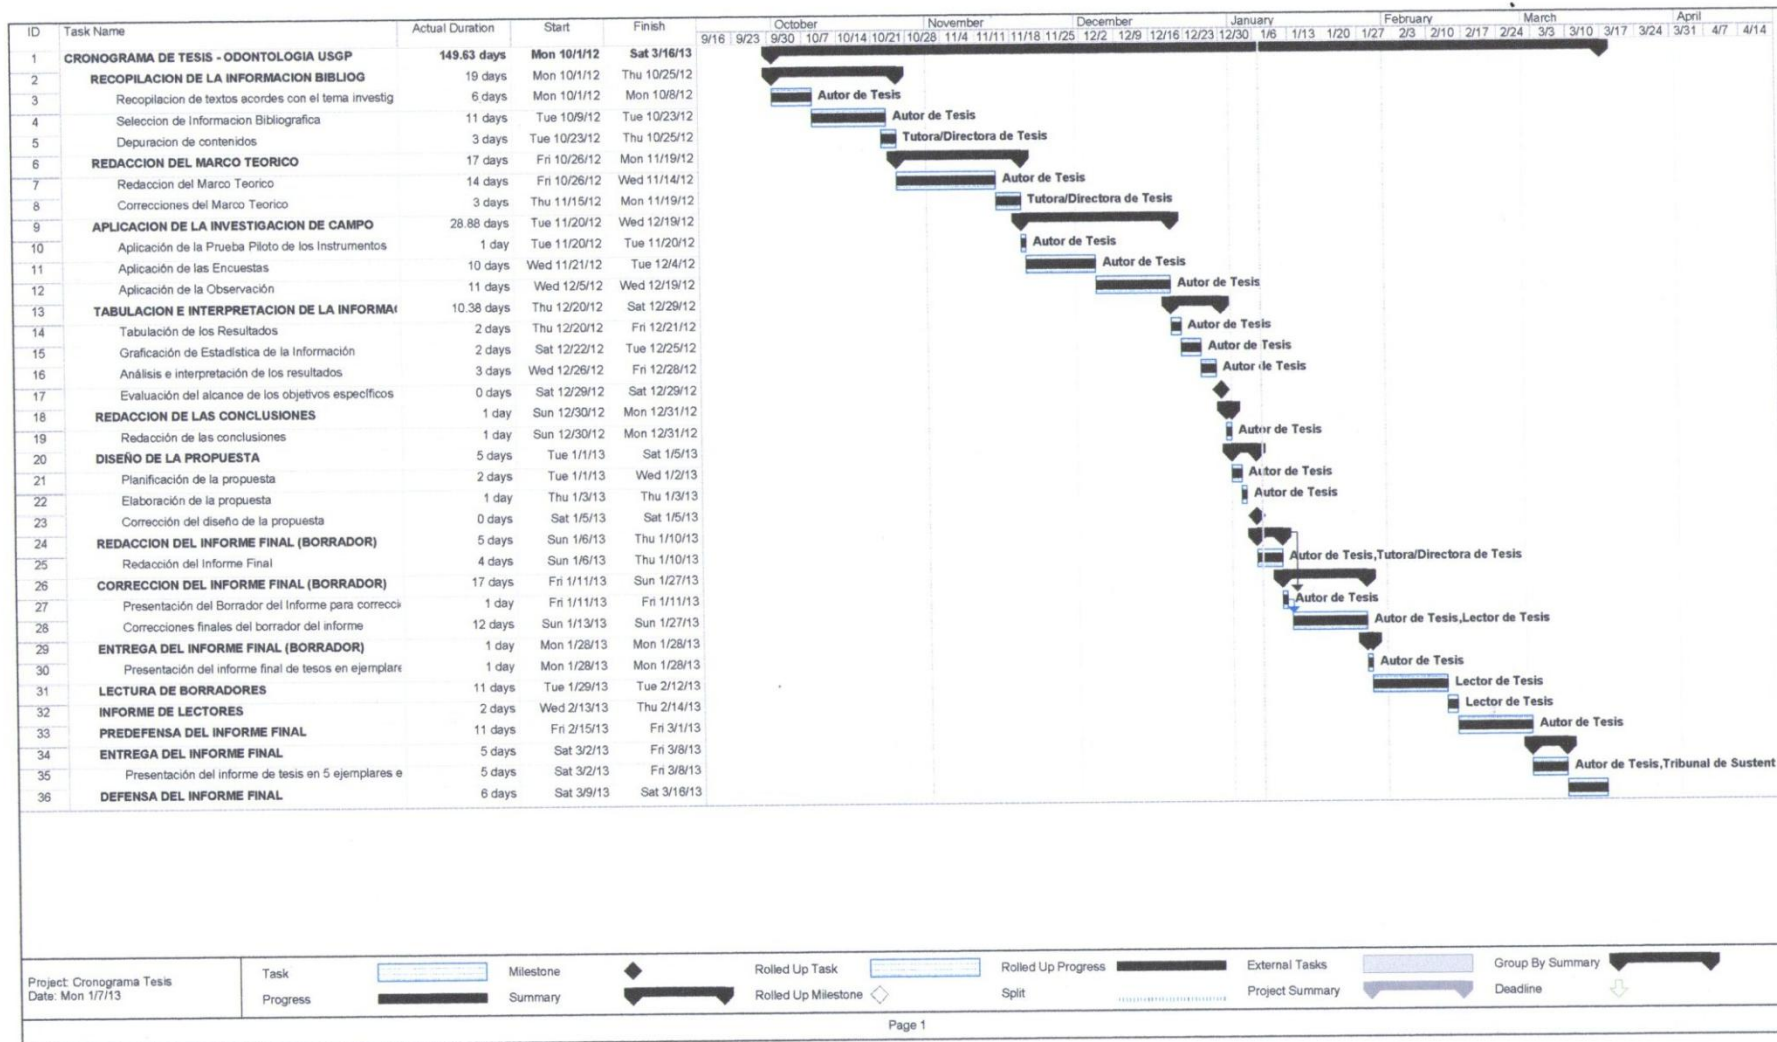 ID Task Name Actual Duration Start Finish October November December January February March April
9/16 9/23 9/30 10/7 10/14 10/21 10/28 11/4 11/11 11/18 11/25 12/2 12/9 12/16 12/23 12/30 1/6 1/13 1/20 1/27 2/3 2/10 2/17 2/24 3/3 3/10 3/17 3/24 3/31 4/7 4/14
1 CRONOGRAMA DE TESIS - ODONTOLOGIA USGP 149.63 days Mon 10/1/12 Sat 3/16/13
2 RECOPILACION DE LA INFORMACION BIBLIOG 19 days Mon 10/1/12 Thu 10/25/12
3 Recopilacion de textos acordes con el tema investig 6 days Mon 10/1/12 Mon 10/8/12 Autor de Tesis
4 Seleccion de Informacion Bibliografica 11 days Tue 10/9/12 Tue 10/23/12 Autor de Tesis
5 Depuracion de contenidos 3 days Tue 10/23/12 Thu 10/25/12 Tutora/Directora de Tesis
6 REDACCION DEL MARCO TEORICO 17 days Fri 10/26/12 Mon 11/19/12
7 Redaccion del Marco Teorico 14 days Fri 10/26/12 Wed 11/14/12 Autor de Tesis
8 Correcciones del Marco Teorico 3 days Thu 11/15/12 Mon 11/19/12 Tutora/Directora de Tesis
9 APLICACION DE LA INVESTIGACION DE CAMPO 28.88 days Tue 11/20/12 Wed 12/19/12
10 Aplicación de la Prueba Piloto de los Instrumentos 1 day Tue 11/20/12 Tue 11/20/12 Autor de Tesis
11 Aplicación de las Encuestas 10 days Wed 11/21/12 Tue 12/4/12 Autor de Tesis
12 Aplicación de la Observación 11 days Wed 12/5/12 Wed 12/19/12 Autor de Tesis
13 TABULACION E INTERPRETACION DE LA INFORMA( 10.38 days Thu 12/20/12 Sat 12/29/12
14 Tabulación de los Resultados 2 days Thu 12/20/12 Fri 12/21/12 Autor de Tesis
15 Graficación de Estadística de la Información 2 days Sat 12/22/12 Tue 12/25/12 Autor de Tesis
16 Análisis e interpretación de los resultados 3 days Wed 12/26/12 Fri 12/28/12 Autor de Tesis
17 Evaluación del alcance de los objetivos específicos 0 days Sat 12/29/12 Sat 12/29/12
18 REDACCION DE LAS CONCLUSIONES 1 day Sun 12/30/12 Mon 12/31/12
19 Redacción de las conclusiones 1 day Sun 12/30/12 Mon 12/31/12 Autor de Tesis
20 DISEÑO DE LA PROPUESTA 5 days Tue 1/1/13 Sat 1/5/13
21 Planificación de la propuesta 2 days Tue 1/1/13 Wed 1/2/13 Autor de Tesis
22 Elaboración de la propuesta 1 day Thu 1/3/13 Thu 1/3/13 Autor de Tesis
23 Corrección del diseño de la propuesta 0 days Sat 1/5/13 Sat 1/5/13
24 REDACCION DEL INFORME FINAL (BORRADOR) 5 days Sun 1/6/13 Thu 1/10/13
25 Redacción del Informe Final 4 days Sun 1/6/13 Thu 1/10/13 Autor de Tesis,Tutora/Directora de Tesis
26 CORRECCION DEL INFORME FINAL (BORRADOR) 17 days Fri 1/11/13 Sun 1/27/13
27 Presentación del Borrador del Informe para correcci 1 day Fri 1/11/13 Fri 1/11/13 Autor de Tesis
28 Correcciones finales del borrador del informe 12 days Sun 1/13/13 Sun 1/27/13 Autor de Tesis,Lector de Tesis
29 ENTREGA DEL INFORME FINAL (BORRADOR) 1 day Mon 1/28/13 Mon 1/28/13
30 Presentación del informe final de tesos en ejemplare 1 day Mon 1/28/13 Mon 1/28/13 Autor de Tesis
31 LECTURA DE BORRADORES 11 days Tue 1/29/13 Tue 2/12/13 Lector de Tesis
32 INFORME DE LECTORES 2 days Wed 2/13/13 Thu 2/14/13 Lector de Tesis
33 PREDEFENSA DEL INFORME FINAL 11 days Fri 2/15/13 Fri 3/1/13 Autor de Tesis
34 ENTREGA DEL INFORME FINAL 5 days Sat 3/2/13 Fri 3/8/13
35 Presentación del informe de tesis en 5 ejemplares e 5 days Sat 3/2/13 Fri 3/8/13 Autor de Tesis,Tribunal de Sustent
36 DEFENSA DEL INFORME FINAL 6 days Sat 3/9/13 Sat 3/16/13
Project: Cronograma Tesis
Date: Mon 1/7/13
Task Milestone Rolled Up Task Rolled Up Progress External Tasks Group By Summary
Progress Summary Rolled Up Milestone Split Project Summary Deadline
Page 1